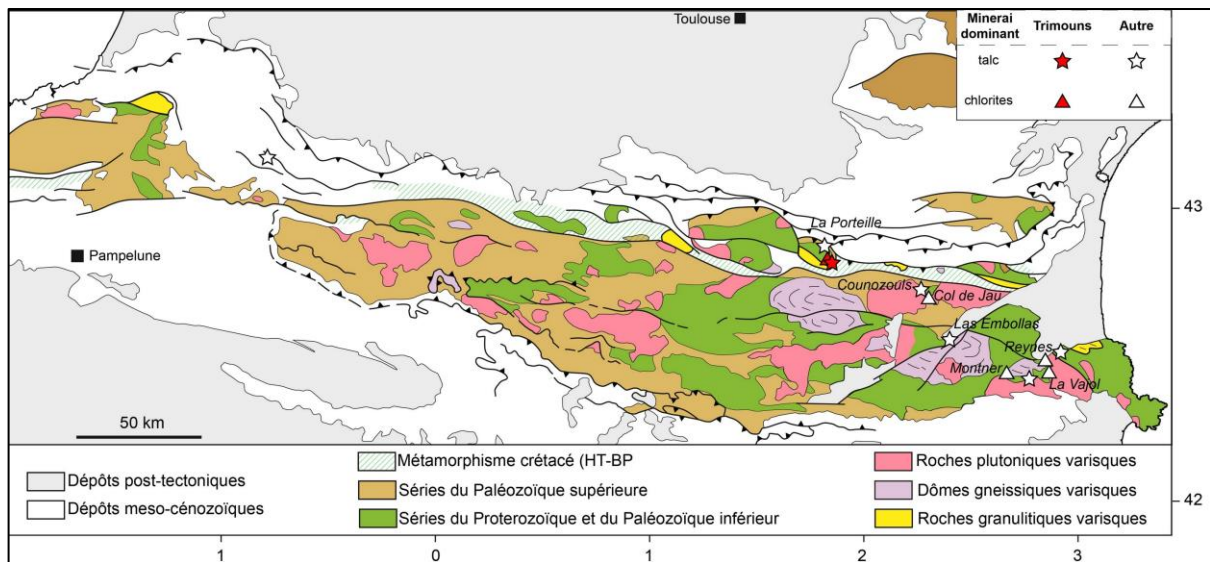 Toulouse
Minerai dominant Trimouns Autre
talc
chlorites
43
La Porteille
Pampelune
Counozouls
Col de Jau
Las Embollas
Reynes
Montner
La Vajol
50 km
Dépôts post-tectoniques
Dépôts meso-cénozoïques
Métamorphisme crétacé (HT-BP
Séries du Paléozoïque supérieure
Séries du Proterozoïque et du Paléozoïque inférieur
Roches plutoniques varisques
Dômes gneissiques varisques
Roches granulitiques varisques
42
1 0 1 2 3